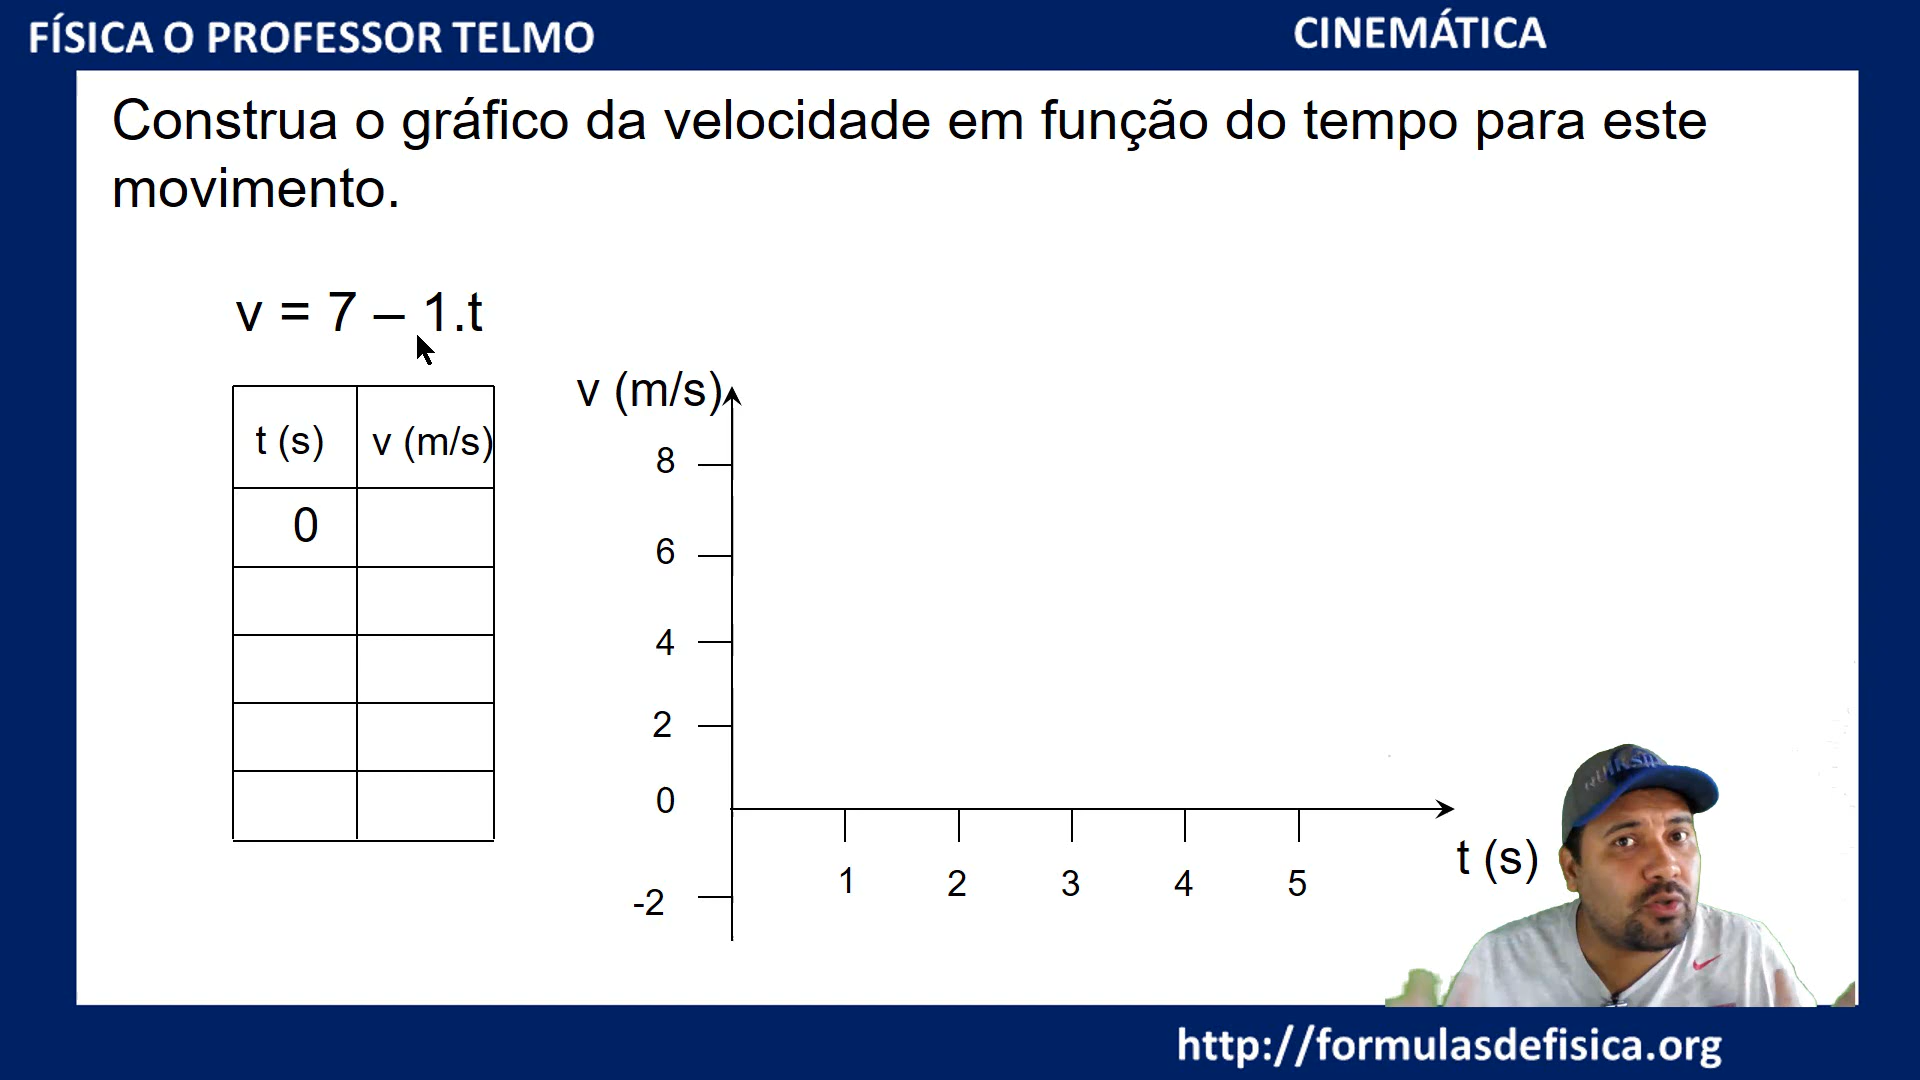 FÍSICA O PROFESSOR TELMO
CINEMÁTICA
Construa o gráfico da velocidade em função do tempo para este
movimento.
v = 7 – 1.t
t (s) v (m/s)
0
v (m/s)
8
6
4
2
0
-2
1 2 3 4 5
t (s)
http://formulasdefisica.org